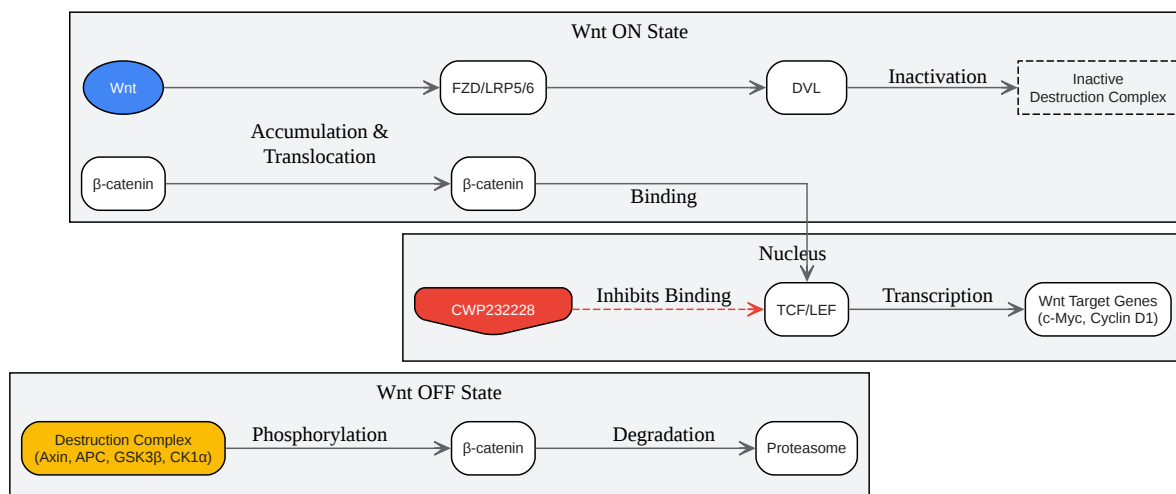 Wnt ON State
Wnt
FZD/LRP5/6
DVL
Inactivation
Inactive
Destruction Complex
Accumulation &
Translocation
β-catenin
β-catenin
Binding
Nucleus
CWP232228
Inhibits Binding
TCF/LEF
Transcription
Wnt Target Genes
(c-Myc, Cyclin D1)
Wnt OFF State
Destruction Complex
(Axin, APC, GSK3β, CK1α)
Phosphorylation
β-catenin
Degradation
Proteasome